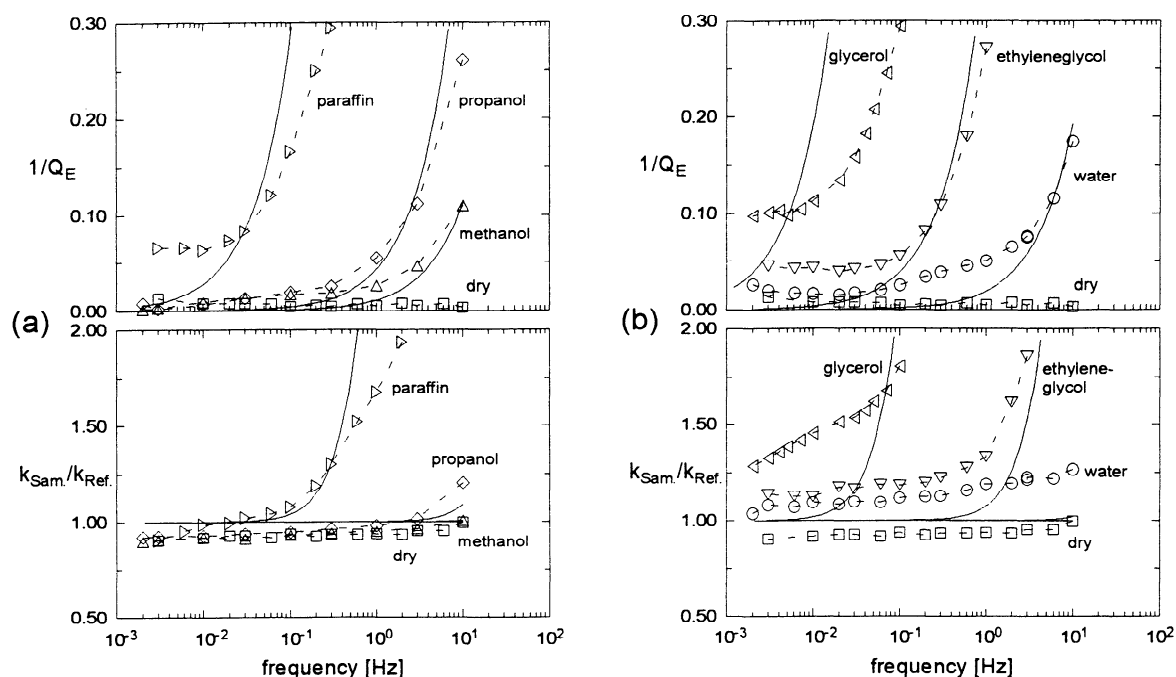 0.30
0.20
0.10
0.00
1/Q_E
paraffin
propanol
methanol
dry
(a)
2.00
1.50
1.00
0.50
k_Sam./k_Ref.
paraffin
propanol
methanol
dry
10^-3 10^-2 10^-1 10^0 10^1 10^2
frequency [Hz]
0.30
0.20
0.10
0.00
1/Q_E
glycerol
ethyleneglycol
water
dry
(b)
2.00
1.50
1.00
0.50
k_Sam./k_Ref.
glycerol
ethylene-
glycol
water
dry
10^-3 10^-2 10^-1 10^0 10^1 10^2
frequency [Hz]